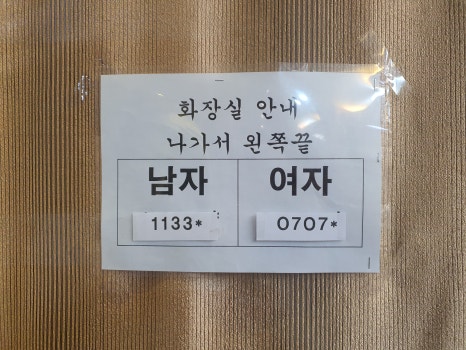 화장실 안내
나가서 왼쪽끝
남자 여자
1133* 0707*